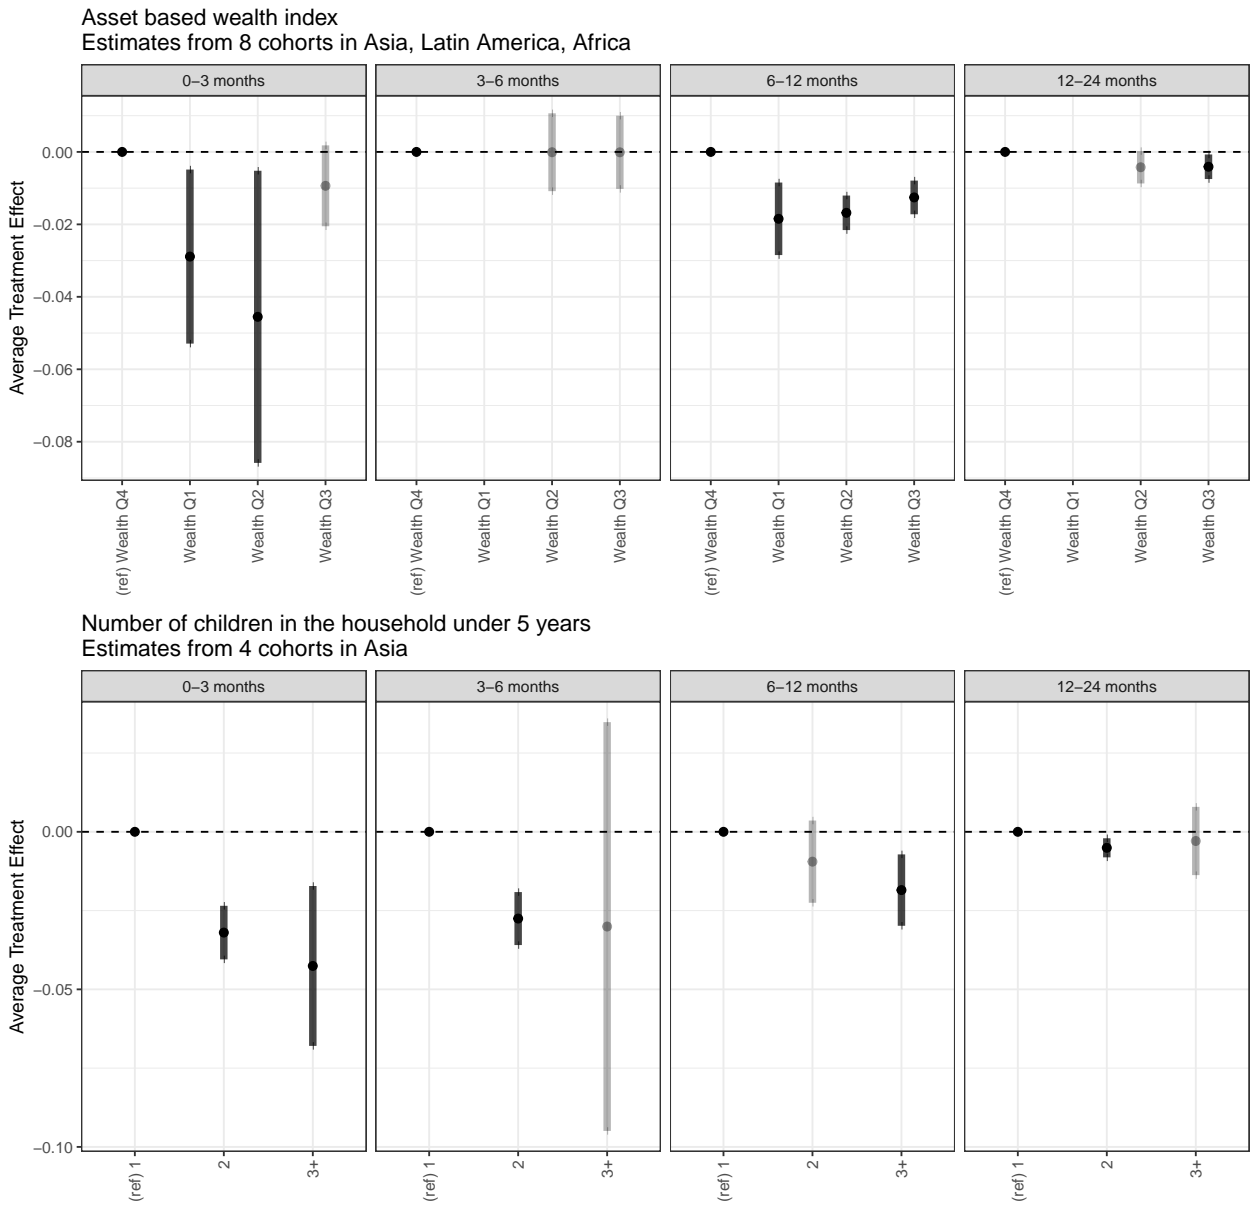 Asset based wealth index
Estimates from 8 cohorts in Asia, Latin America, Africa
0−3 months
3−6 months
6−12 months
12−24 months
Average Treatment Effect
0.00
−0.02
−0.04
−0.06
−0.08
(ref) Wealth Q4
Wealth Q1
Wealth Q2
Wealth Q3
(ref) Wealth Q4
Wealth Q1
Wealth Q2
Wealth Q3
(ref) Wealth Q4
Wealth Q1
Wealth Q2
Wealth Q3
(ref) Wealth Q4
Wealth Q1
Wealth Q2
Wealth Q3
Number of children in the household under 5 years
Estimates from 4 cohorts in Asia
0−3 months
3−6 months
6−12 months
12−24 months
Average Treatment Effect
0.00
−0.05
−0.10
(ref) 1
2
3+
(ref) 1
2
3+
(ref) 1
2
3+
(ref) 1
2
3+